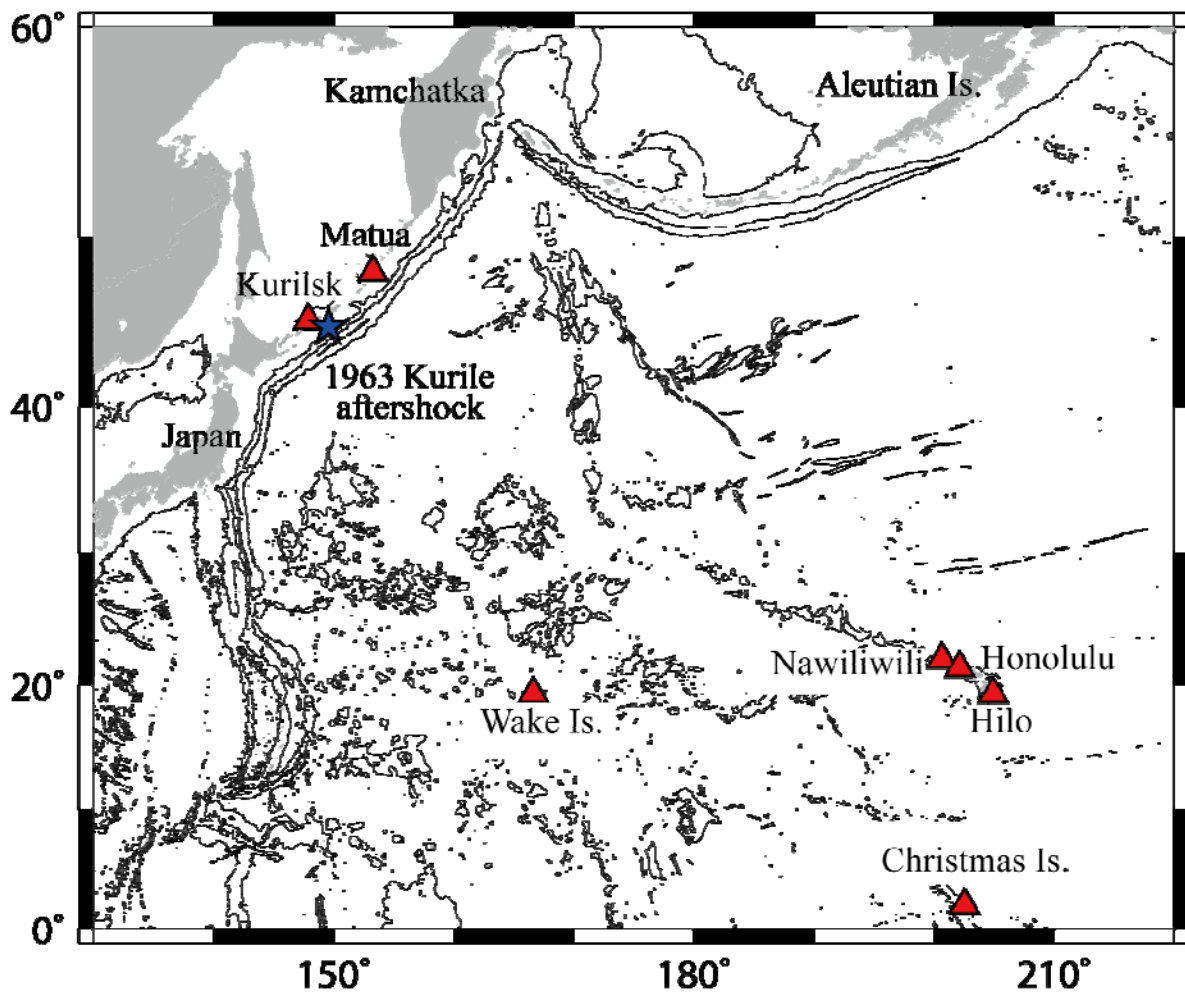 60°
Kamchatka
Aleutian Is.
Matua
Kurilsk
40°
1963 Kurile
aftershock
Japan
20°
Nawiliwili
Honolulu
Wake Is.
Hilo
Christmas Is.
0°
150°
180°
210°